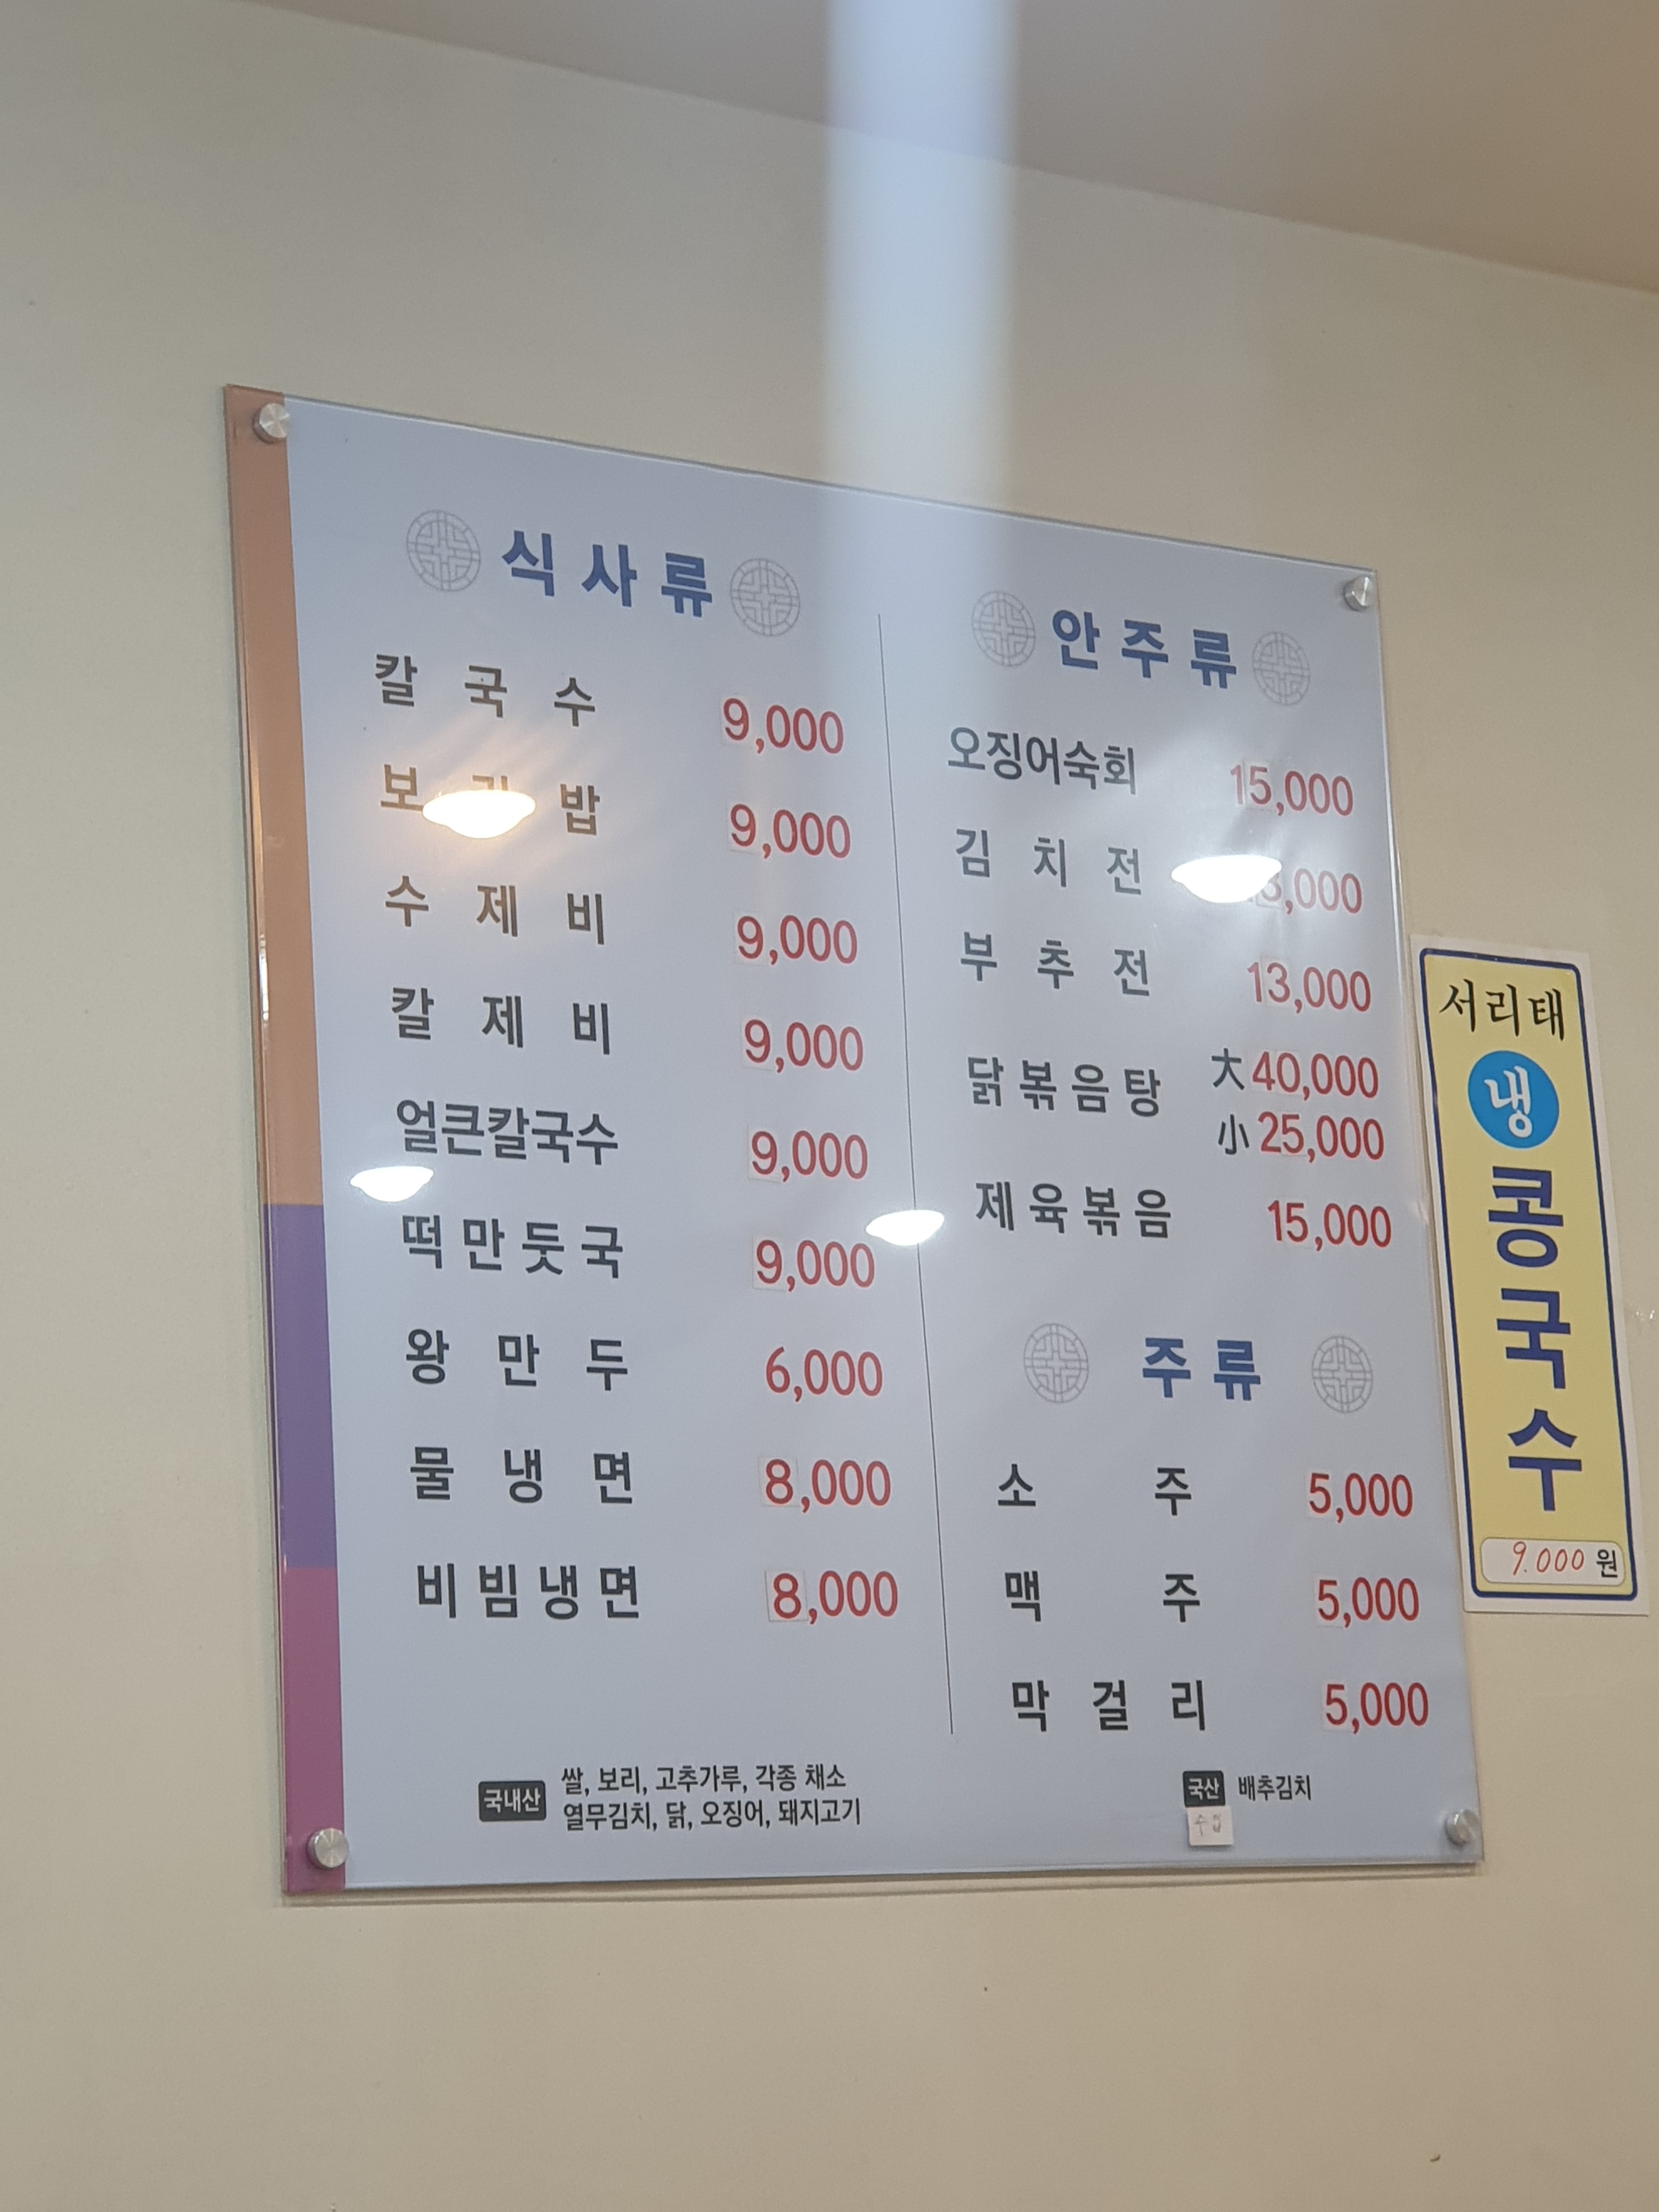 식사류
칼국수 9,000
보리밥 9,000
수제비 9,000
칼제비 9,000
얼큰칼국수 9,000
떡만둣국 9,000
왕만두 6,000
물냉면 8,000
비빔냉면 8,000
국내산 쌀, 보리, 고추가루, 각종 채소
열무김치, 닭, 오징어, 돼지고기
안주류
오징어숙회 15,000
김치전
부추전 13,000
닭볶음탕 大 40,000
小 25,000
제육볶음 15,000
주류
소주 5,000
맥주 5,000
막걸리 5,000
국산 배추김치
서리태
냉
콩
국
수
9.000 원